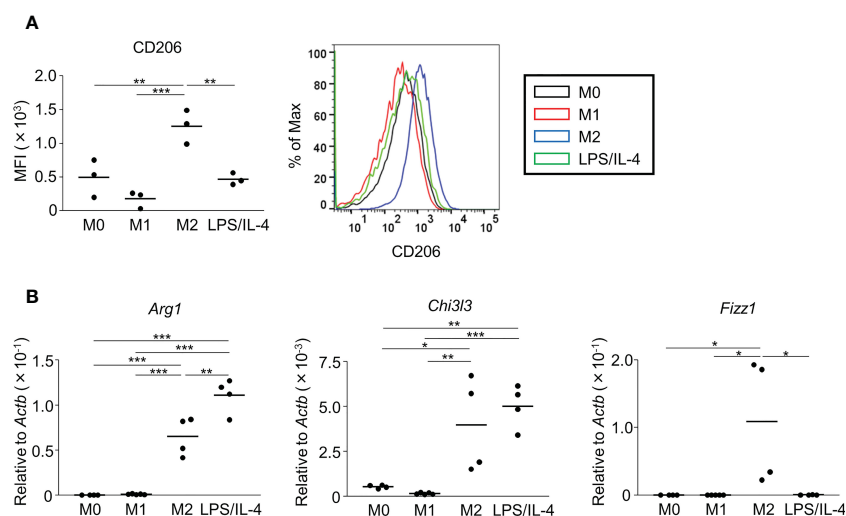 A
CD206
MFI ( × 10³)
2.0
1.5
1.0
0.5
0
** **
***
M0 M1 M2 LPS/IL-4
% of Max
100
80
60
40
20
0
10¹ 10² 10³ 10⁴ 10⁵
CD206
M0
M1
M2
LPS/IL-4
B
Arg1
Relative to Actb ( × 10⁻¹)
1.5
1.0
0.5
0
***
***
***
*** **
M0 M1 M2 LPS/IL-4
Chi3l3
Relative to Actb ( × 10⁻³)
7.5
5.0
2.5
0
**
***
*
**
M0 M1 M2 LPS/IL-4
Fizz1
Relative to Actb ( × 10⁻¹)
2.0
1.0
0
*
* *
M0 M1 M2 LPS/IL-4